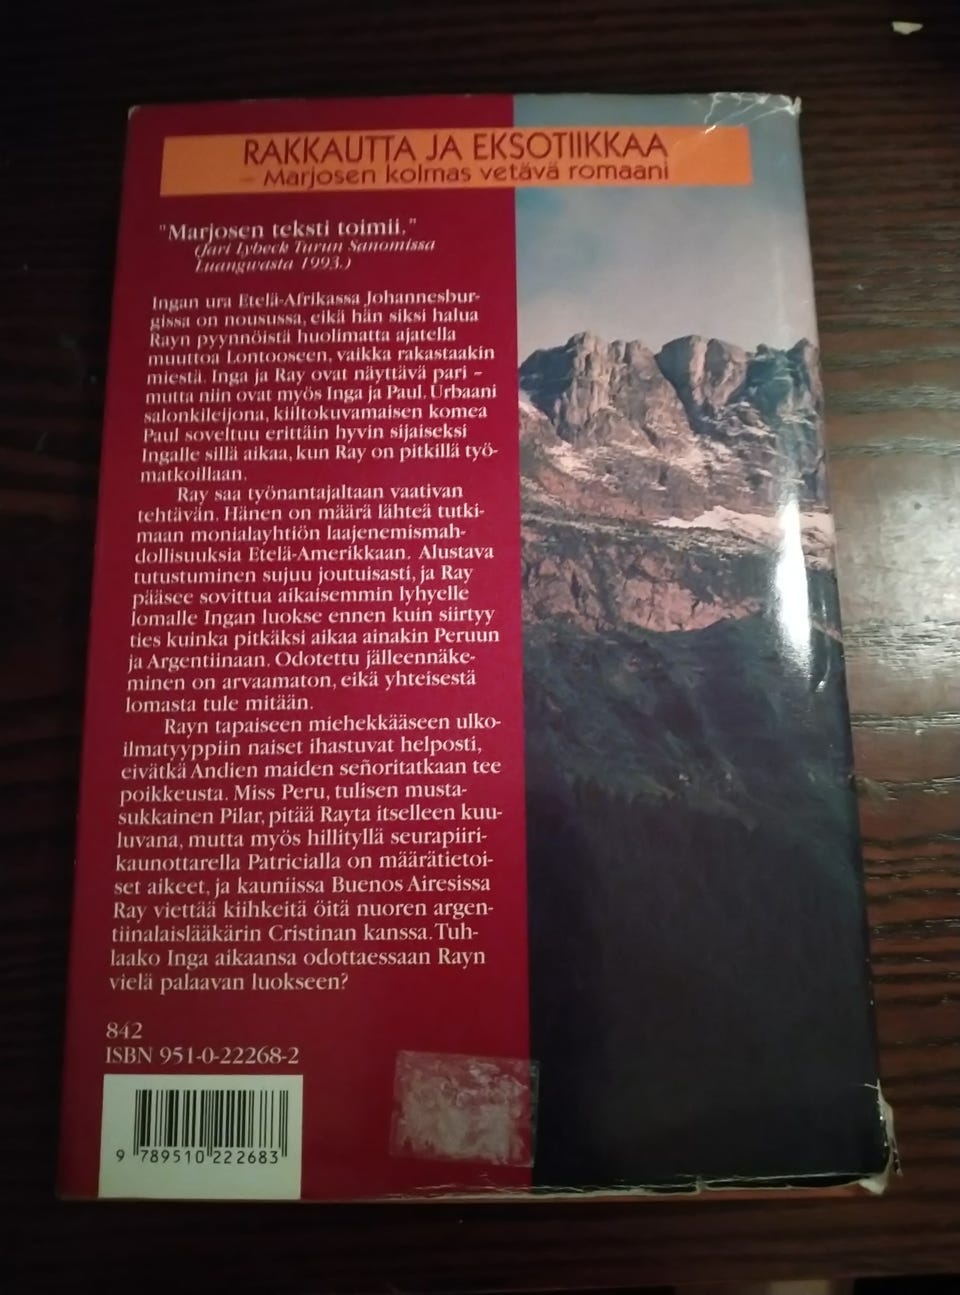 RAKKAUTTA JA EKSOTIIKKAA
– Marjosen kolmas vetävä romaani
"Marjosen teksti toimii."
(Jari Lybeck Turun Sanomissa
Luangwasta 1993.)
Ingan ura Etelä-Afrikassa Johannesbur-
gissa on nousussa, eikä hän siksi halua
Rayn pyynnöistä huolimatta ajatella
muuttoa Lontooseen, vaikka rakastaakin
miestä. Inga ja Ray ovat näyttävä pari –
mutta niin ovat myös Inga ja Paul. Urbaani
salonkileijona, kiiltokuvamaisen komea
Paul soveltuu erittäin hyvin sijaiseksi
Ingalle sillä aikaa, kun Ray on pitkillä työ-
matkoillaan.
Ray saa työnantajaltaan vaativan
tehtävän. Hänen on määrä lähteä tutki-
maan monialayhtiön laajenemismah-
dollisuuksia Etelä-Amerikkaan. Alustava
tutustuminen sujuu joutuisasti, ja Ray
pääsee sovittua aikaisemmin lyhyelle
lomalle Ingan luokse ennen kuin siirtyy
ties kuinka pitkäksi aikaa ainakin Peruun
ja Argentiinaan. Odotettu jälleennäke-
minen on arvaamaton, eikä yhteisestä
lomasta tule mitään.
Rayn tapaiseen miehekkääseen ulko-
ilmatyyppiin naiset ihastuvat helposti,
eivätkä Andien maiden señoritatkaan tee
poikkeusta. Miss Peru, tulisen musta-
sukkainen Pilar, pitää Rayta itselleen kuu-
luvana, mutta myös hillityllä seurapiiri-
kaunottarella Patricialla on määrätietoi-
set aikeet, ja kauniissa Buenos Airesissa
Ray viettää kiihkeitä öitä nuoren argen-
tiinalaislääkärin Cristinan kanssa. Tuh-
laako Inga aikaansa odottaessaan Rayn
vielä palaavan luokseen?
842
ISBN 951-0-22268-2
9 789510 222683